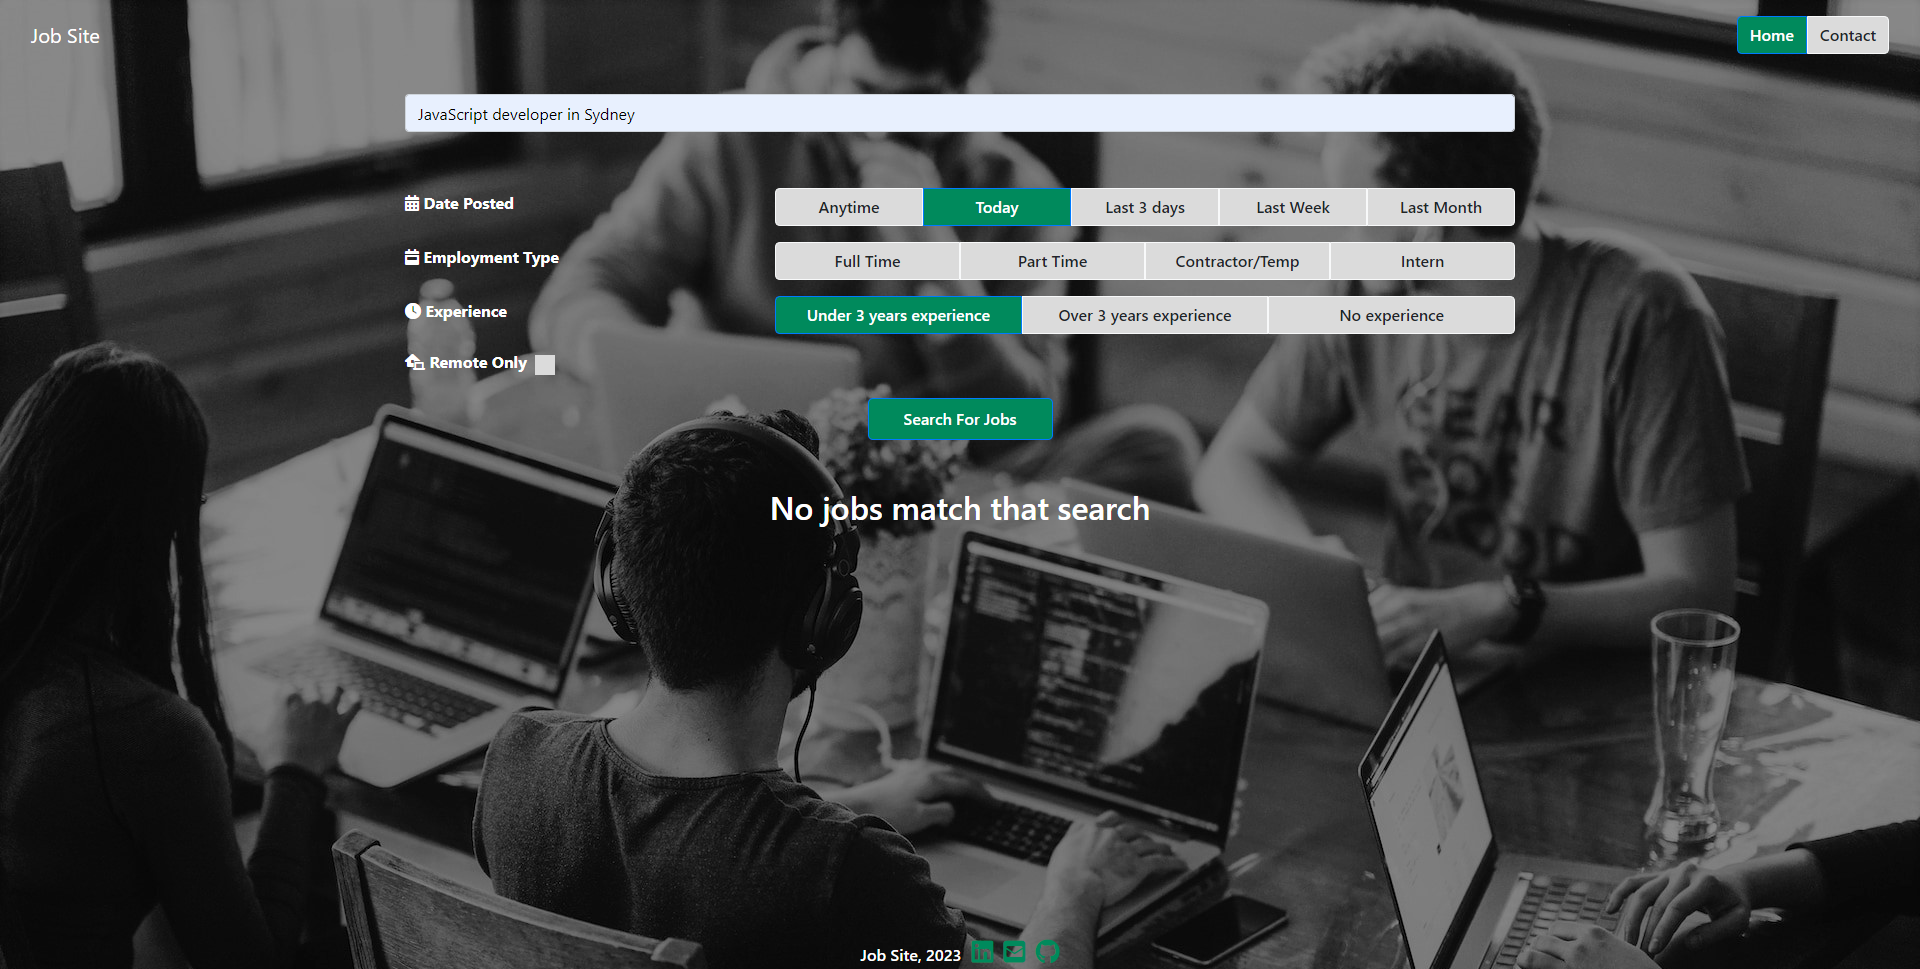 Job Site
Home Contact
JavaScript developer in Sydney
Date Posted
Anytime Today Last 3 days Last Week Last Month
Employment Type
Full Time Part Time Contractor/Temp Intern
Experience
Under 3 years experience Over 3 years experience No experience
Remote Only
Search For Jobs
No jobs match that search
Job Site, 2023